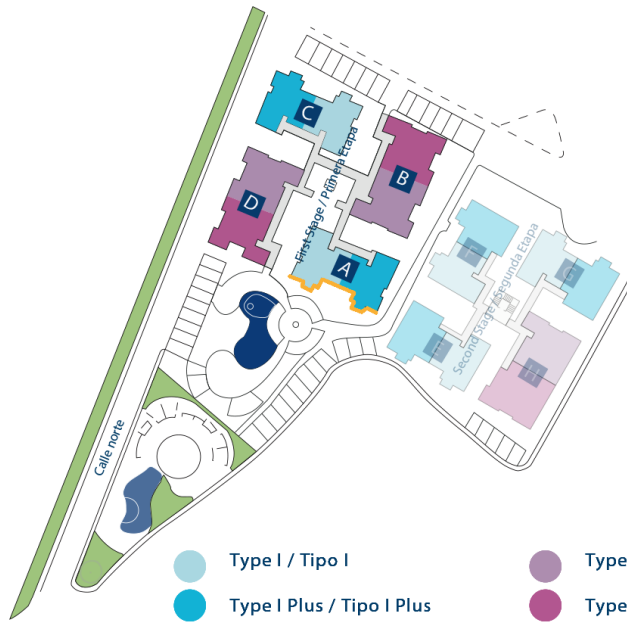 C
B
D
First Stage / Primera Etapa
A
G
Second Stage / Segunda Etapa
H
Calle norte
Type I / Tipo I
Type
Type I Plus / Tipo I Plus
Type